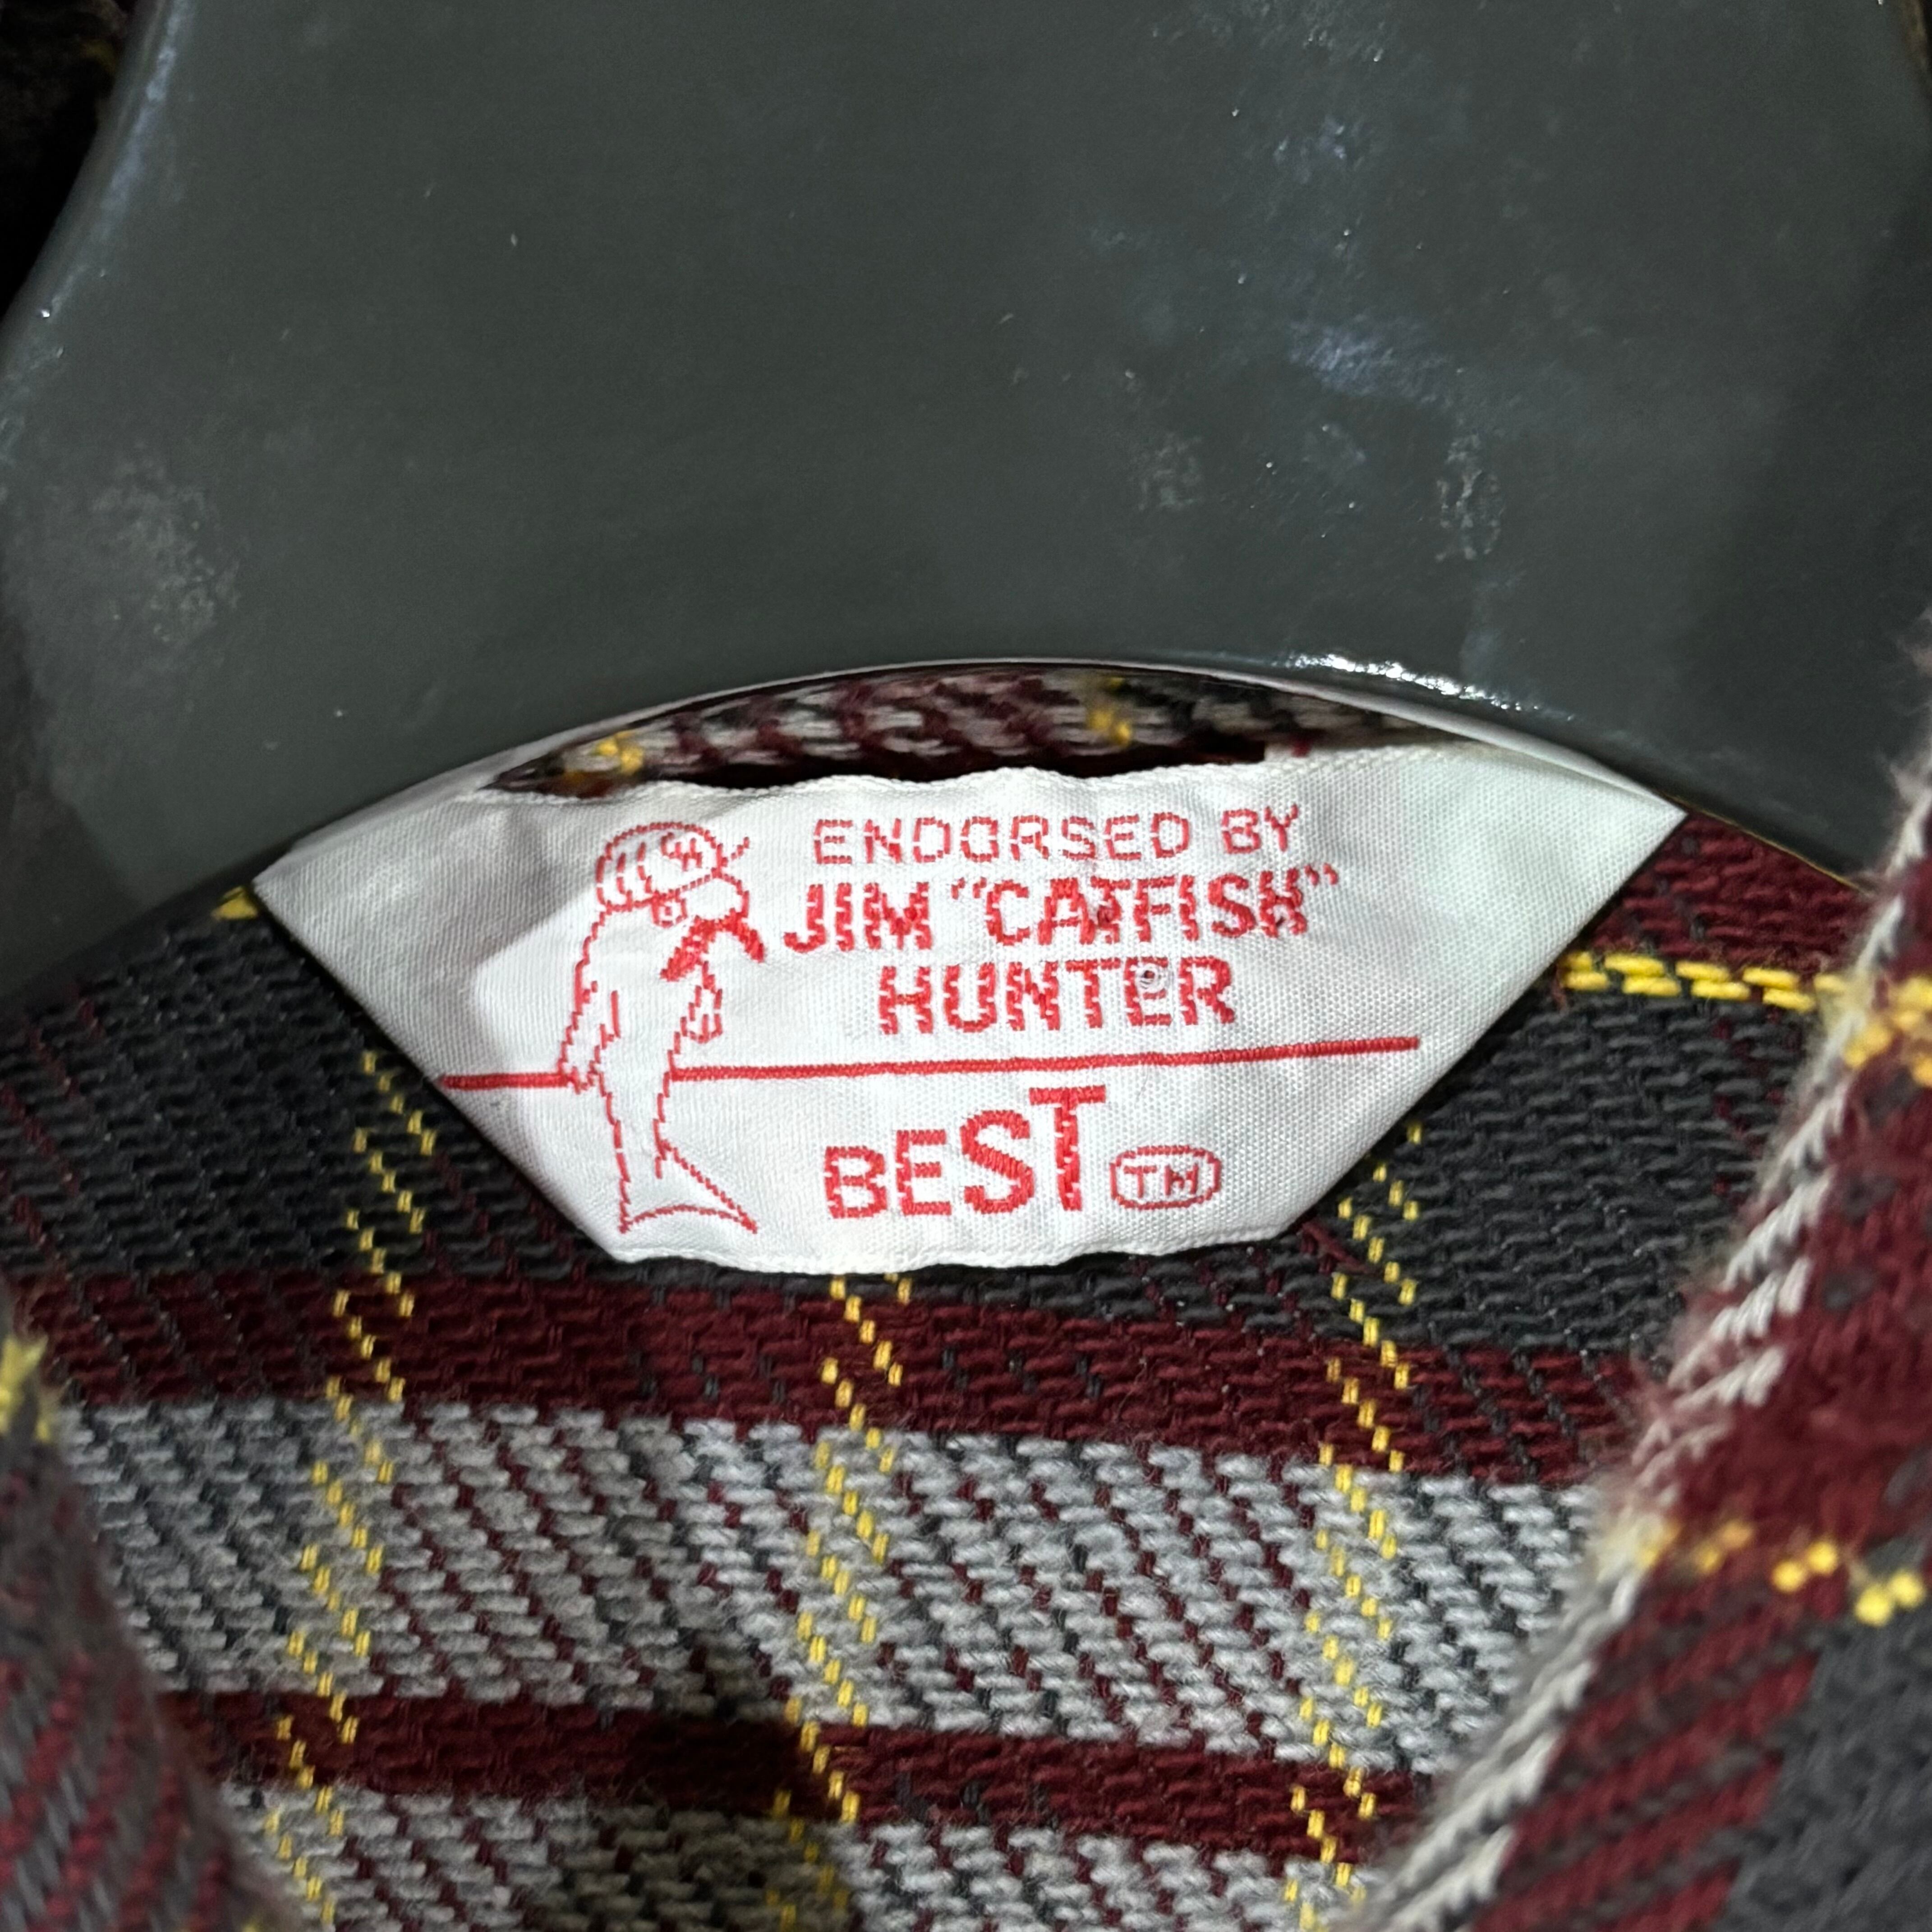 ENDORSED BY
JIM "CATFISH"
HUNTER
BEST TM